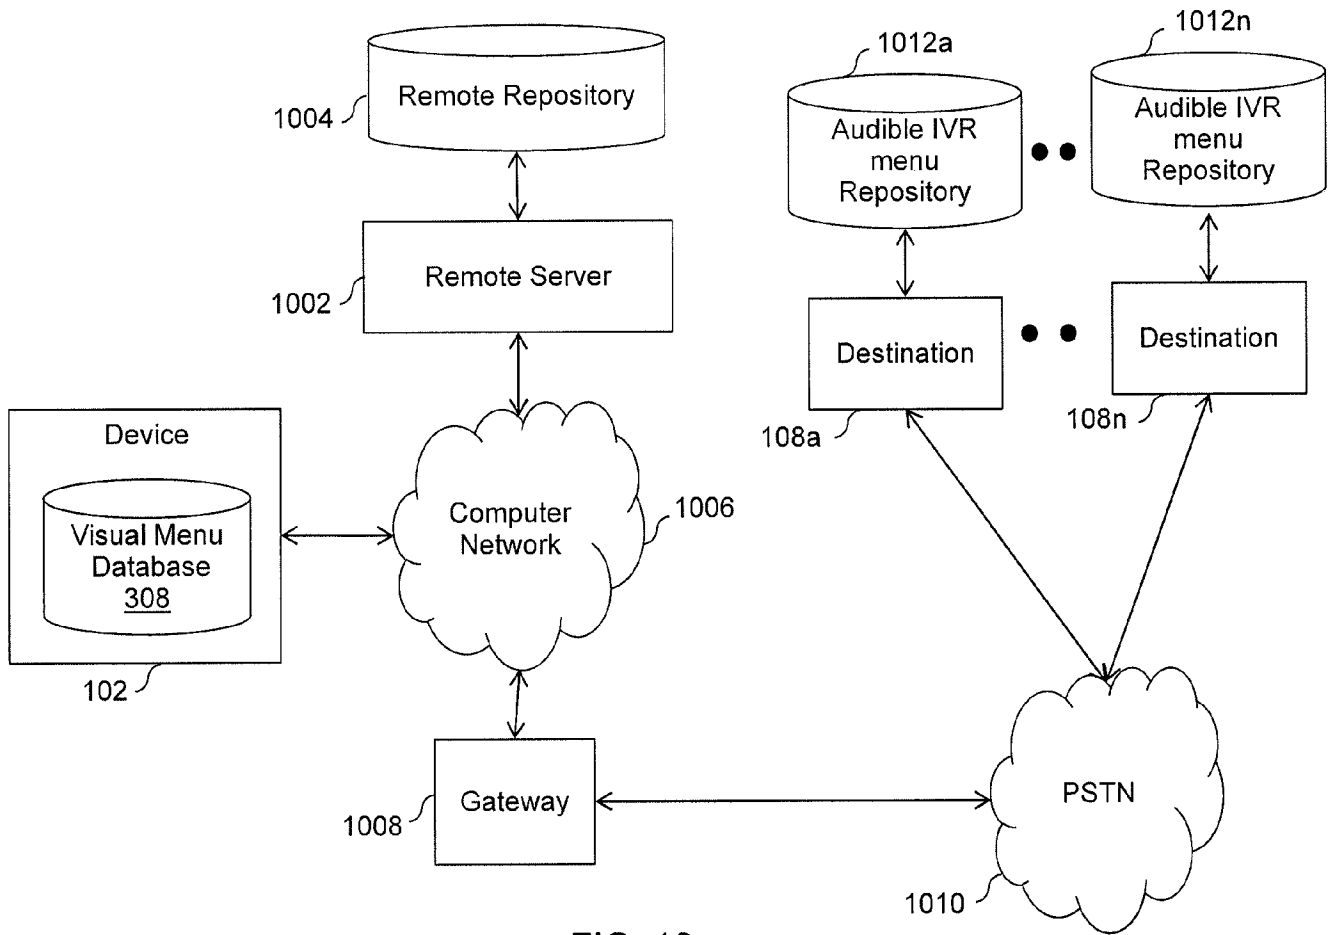 1012a
1012n
Remote Repository
1004
Audible IVR
menu
Repository
Audible IVR
menu
Repository
Remote Server
1002
Destination
108a
Destination
108n
Device
Visual Menu
Database
308
102
Computer
Network
1006
Gateway
1008
PSTN
1010